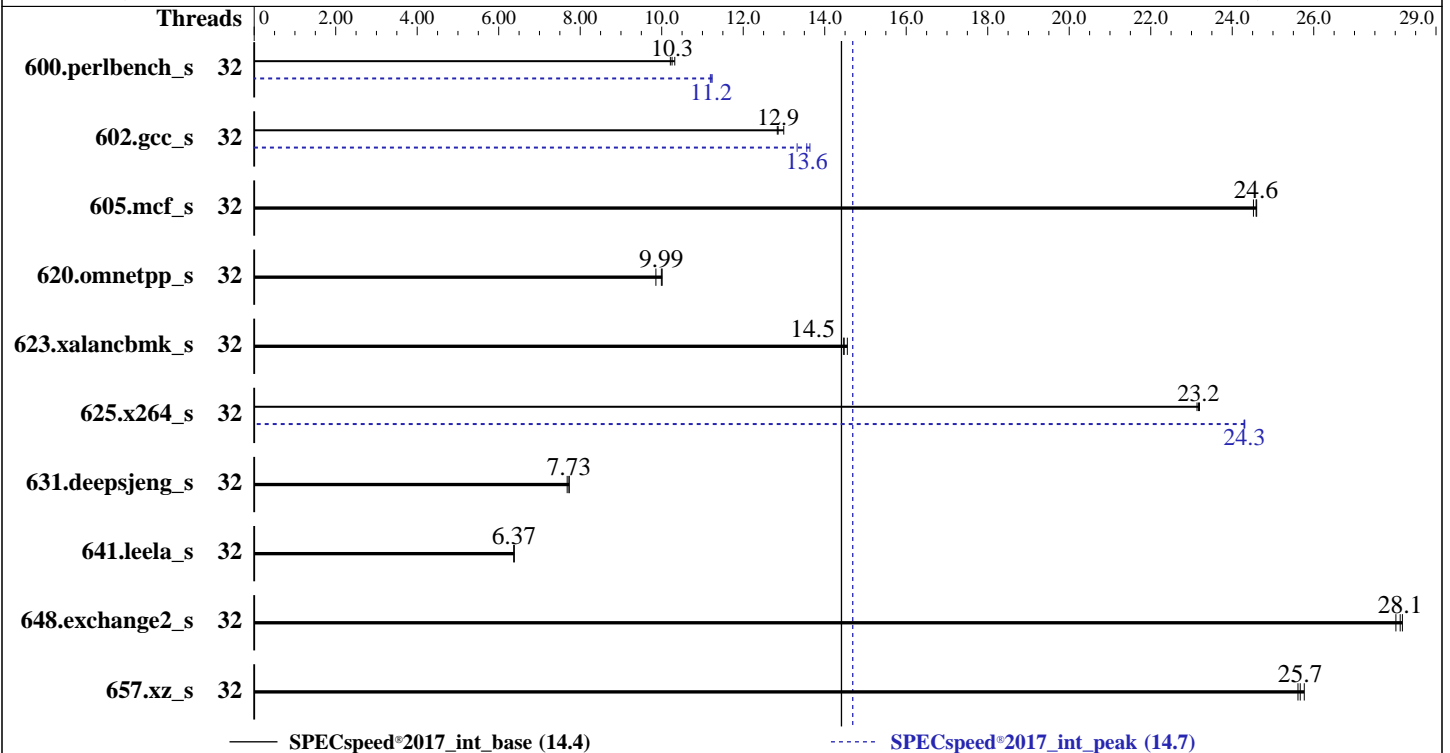 Threads 0 2.00 4.00 6.00 8.00 10.0 12.0 14.0 16.0 18.0 20.0 22.0 24.0 26.0 29.0
600.perlbench_s 32 10.3
11.2
602.gcc_s 32 12.9
13.6
605.mcf_s 32 24.6
620.omnetpp_s 32 9.99
623.xalancbmk_s 32 14.5
625.x264_s 32 23.2
24.3
631.deepsjeng_s 32 7.73
641.leela_s 32 6.37
648.exchange2_s 32 28.1
657.xz_s 32 25.7
SPECspeed®2017_int_base (14.4) SPECspeed®2017_int_peak (14.7)